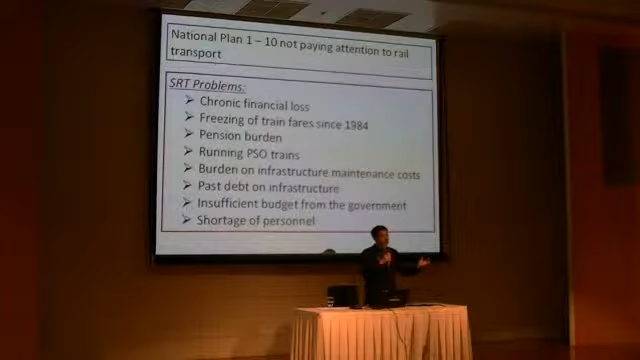 National Plan 1 – 10 not paying attention to rail
transport
SRT Problems:
Chronic financial loss
Freezing of train fares since 1984
Pension burden
Running PSO trains
Burden on infrastructure maintenance costs
Past debt on infrastructure
Insufficient budget from the government
Shortage of personnel